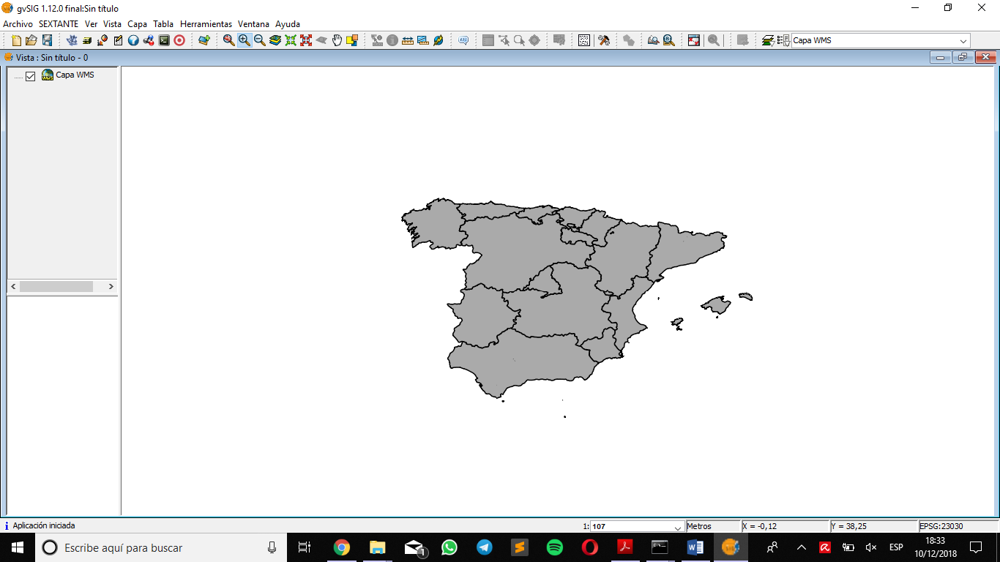 gvSIG 1.12.0 final:Sin título
Archivo SEXTANTE Ver Vista Capa Tabla Herramientas Ventana Ayuda
Capa WMS
Vista : Sin título - 0
Capa WMS
Aplicación iniciada
1: 107
Metros
X = -0,12
Y = 38,25
EPSG:23030
Escribe aquí para buscar
1
ESP
18:33
10/12/2018